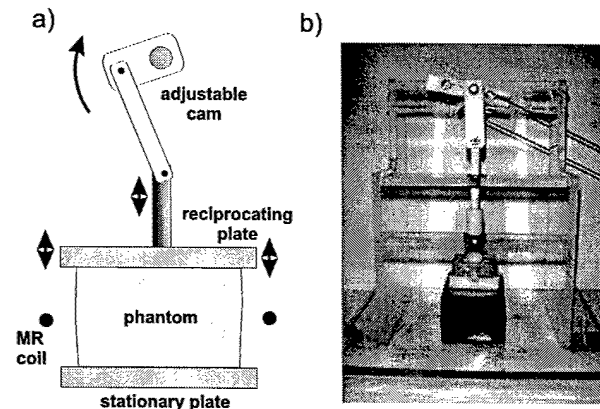 a)
b)
adjustable
cam
reciprocating
plate
phantom
MR
coil
stationary plate